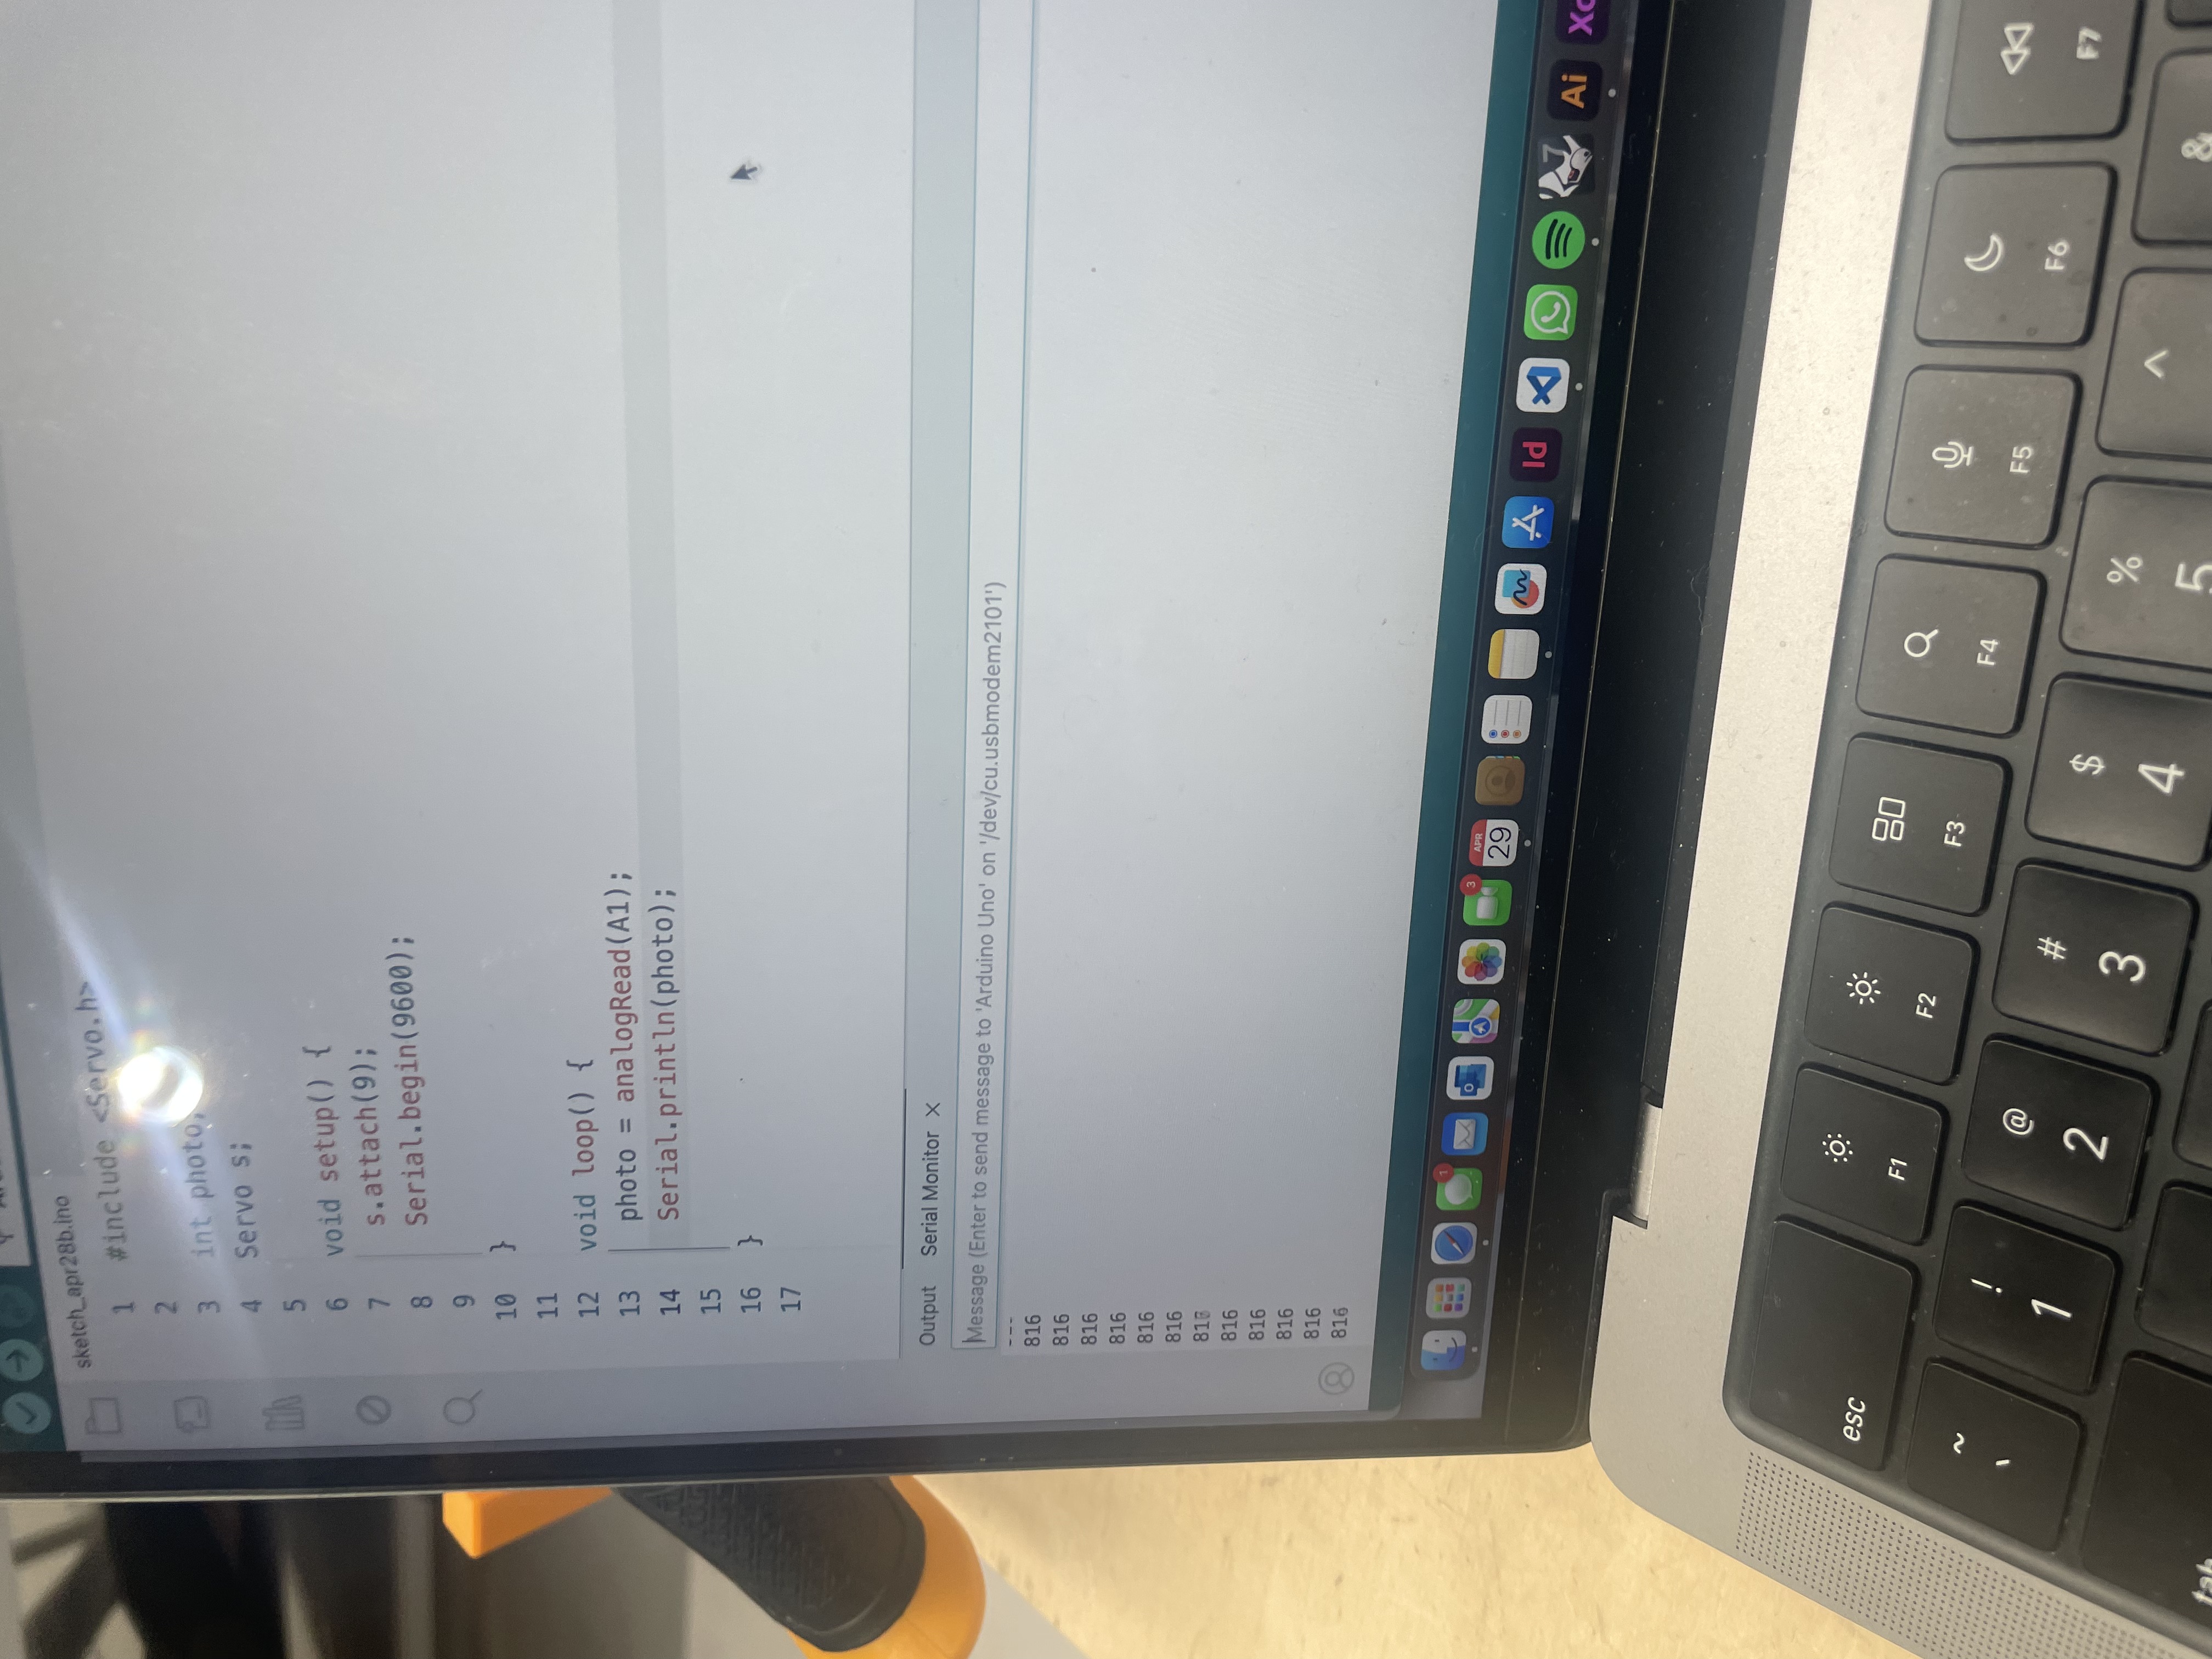 sketch_apr28b.ino
1 #include <Servo.h>
2
3 int photo;
4 Servo s;
5
6 void setup() {
7 s.attach(9);
8 Serial.begin(9600);
9
10 }
11
12 void loop() {
13 photo = analogRead(A1);
14 Serial.println(photo);
15
16 }
17
Output Serial Monitor
Message (Enter to send message to 'Arduino Uno' on '/dev/cu.usbmodem2101')
816
816
816
816
816
816
816
816
816
816
816
1 3 APR
29 Id 7 Ai
esc F1 F2 F3 F4 F5 F6 F7
~ ` ! 1 @ 2 # 3 $ 4 % 5 ^ &
tab